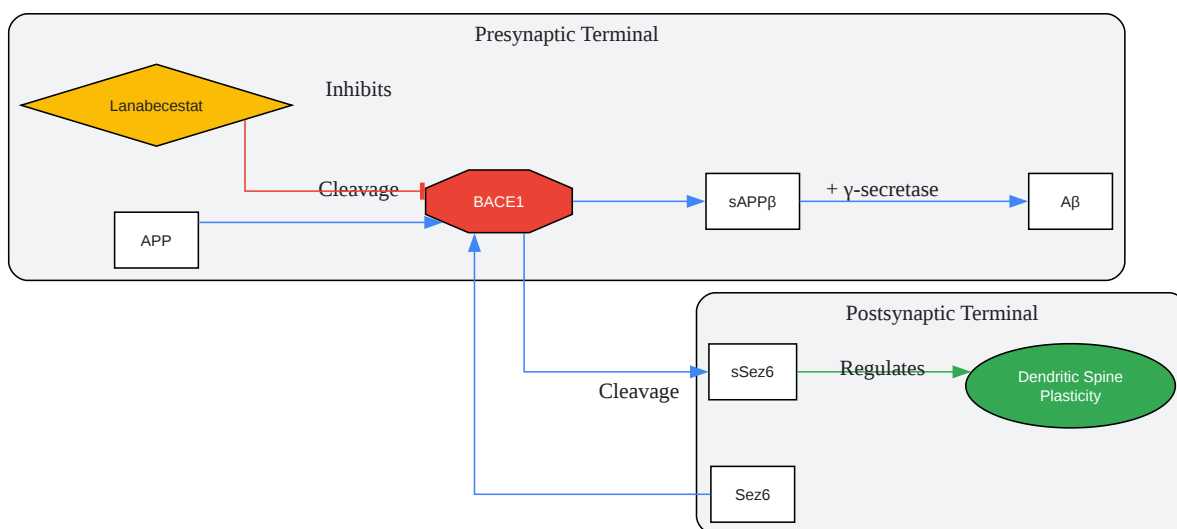 Presynaptic Terminal
Inhibits
Lanabecestat
Cleavage
BACE1
sAPPβ
+ γ-secretase
Aβ
APP
Postsynaptic Terminal
sSez6
Regulates
Dendritic Spine
Plasticity
Cleavage
Sez6